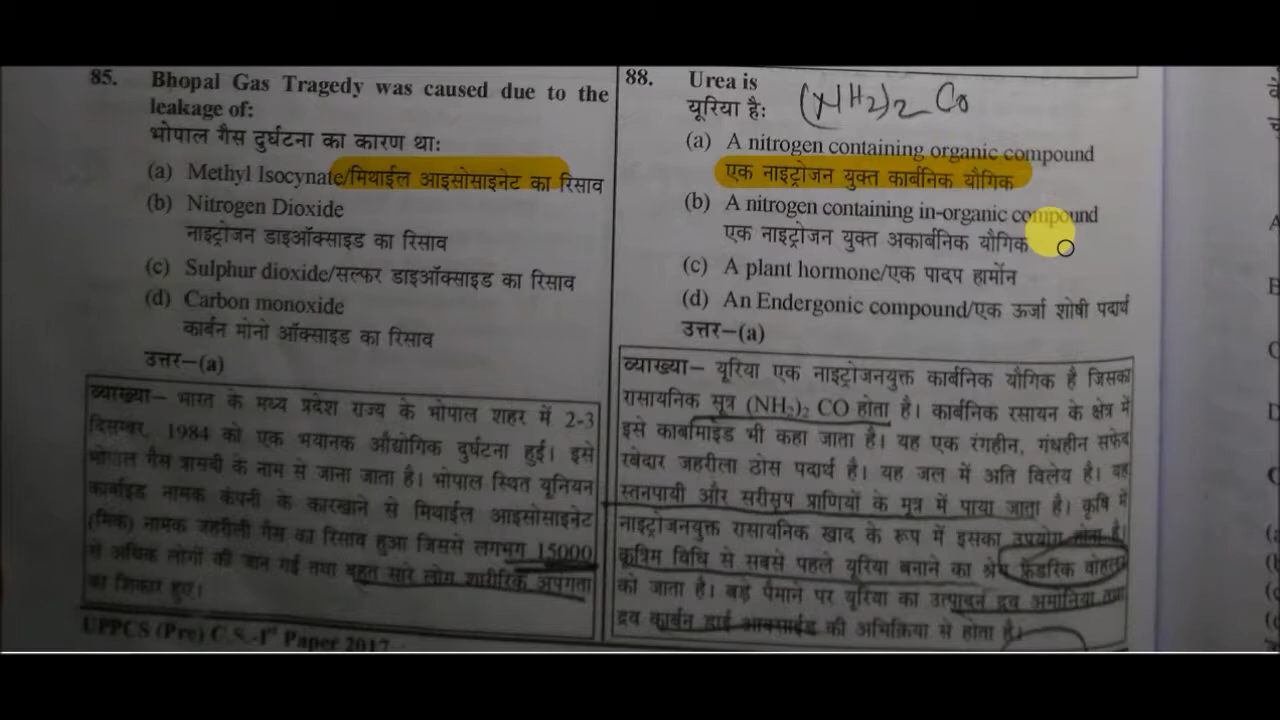 85. Bhopal Gas Tragedy was caused due to the
leakage of:
भोपाल गैस दुर्घटना का कारण थाः
(a) Methyl Isocynate/मिथाईल आइसोसाइनेट का रिसाव
(b) Nitrogen Dioxide
नाइट्रोजन डाइऑक्साइड का रिसाव
(c) Sulphur dioxide/सल्फर डाइऑक्साइड का रिसाव
(d) Carbon monoxide
कार्बन मोनो ऑक्साइड का रिसाव
उत्तर–(a)
व्याख्या– भारत के मध्य प्रदेश राज्य के भोपाल शहर में 2-3
दिसम्बर, 1984 को एक भयानक औद्योगिक दुर्घटना हुई। इसे
भोपाल गैस त्रासदी के नाम से जाना जाता है। भोपाल स्थित यूनियन
कार्बाइड नामक कंपनी के कारखाने से मिथाईल आइसोसाइनेट
(मिक) नामक जहरीली गैस का रिसाव हुआ जिससे लगभग 15000
से अधिक लोगों की जान गई तथा बहुत सारे लोग शारीरिक अपंगता
का शिकार हुए।
UPPCS (Pre) C.S.-Ist Paper 2017
88. Urea is
यूरिया हैः (NH2)2 CO
(a) A nitrogen containing organic compound
एक नाइट्रोजन युक्त कार्बनिक यौगिक
(b) A nitrogen containing in-organic compound
एक नाइट्रोजन युक्त अकार्बनिक यौगिक
(c) A plant hormone/एक पादप हार्मोन
(d) An Endergonic compound/एक ऊर्जा शोषी पदार्थ
उत्तर–(a)
व्याख्या– यूरिया एक नाइट्रोजनयुक्त कार्बनिक यौगिक है जिसका
रासायनिक सूत्र (NH2)2 CO होता है। कार्बनिक रसायन के क्षेत्र में
इसे कार्बामाइड भी कहा जाता है। यह एक रंगहीन, गंधहीन सफेद
रवेदार जहरीला ठोस पदार्थ है। यह जल में अति विलेय है। यह
स्तनपायी और सरीसृप प्राणियों के मूत्र में पाया जाता है। कृषि में
नाइट्रोजनयुक्त रासायनिक खाद के रूप में इसका उपयोग होता है।
कृत्रिम विधि से सबसे पहले यूरिया बनाने का श्रेय फ्रेडरिक वोहलर
को जाता है। बड़े पैमाने पर यूरिया का उत्पादन द्रव अमोनिया तथा
द्रव कार्बन डाई आक्साईड की अभिक्रिया से होता है।